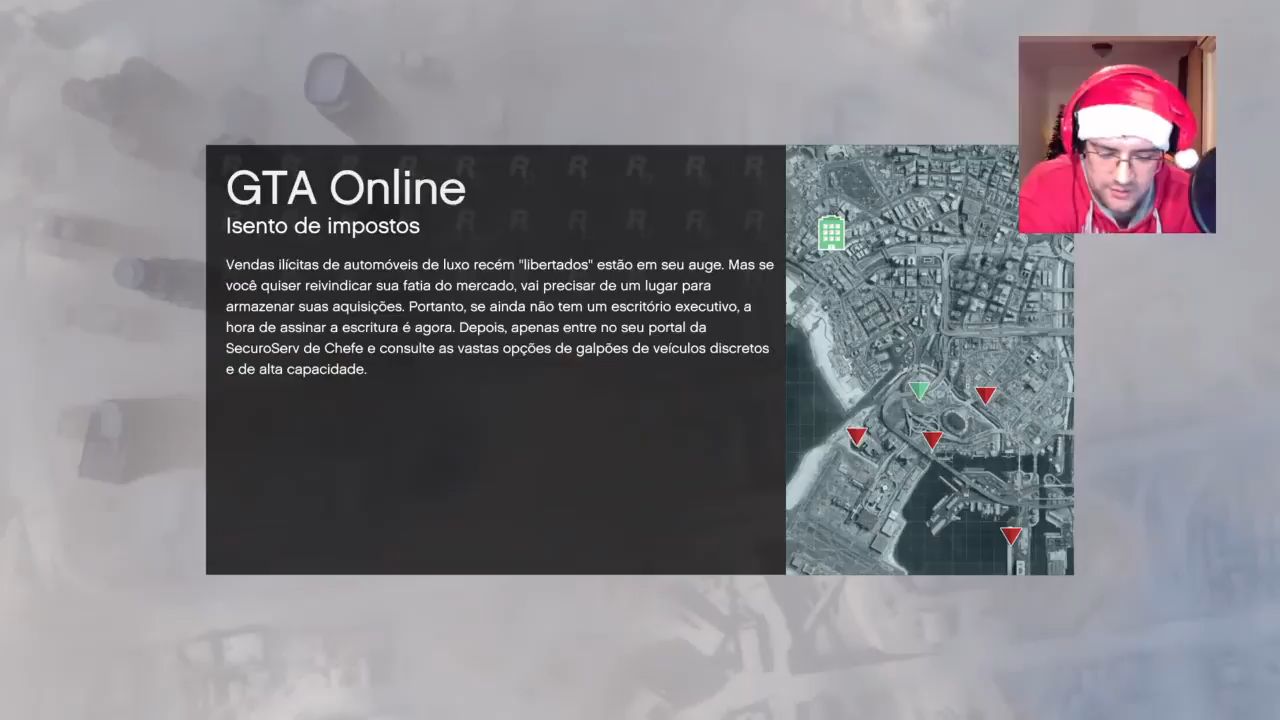 GTA Online
Isento de impostos
Vendas ilícitas de automóveis de luxo recém "libertados" estão em seu auge. Mas se
você quiser reivindicar sua fatia do mercado, vai precisar de um lugar para
armazenar suas aquisições. Portanto, se ainda não tem um escritório executivo, a
hora de assinar a escritura é agora. Depois, apenas entre no seu portal da
SecuroServ de Chefe e consulte as vastas opções de galpões de veículos discretos
e de alta capacidade.